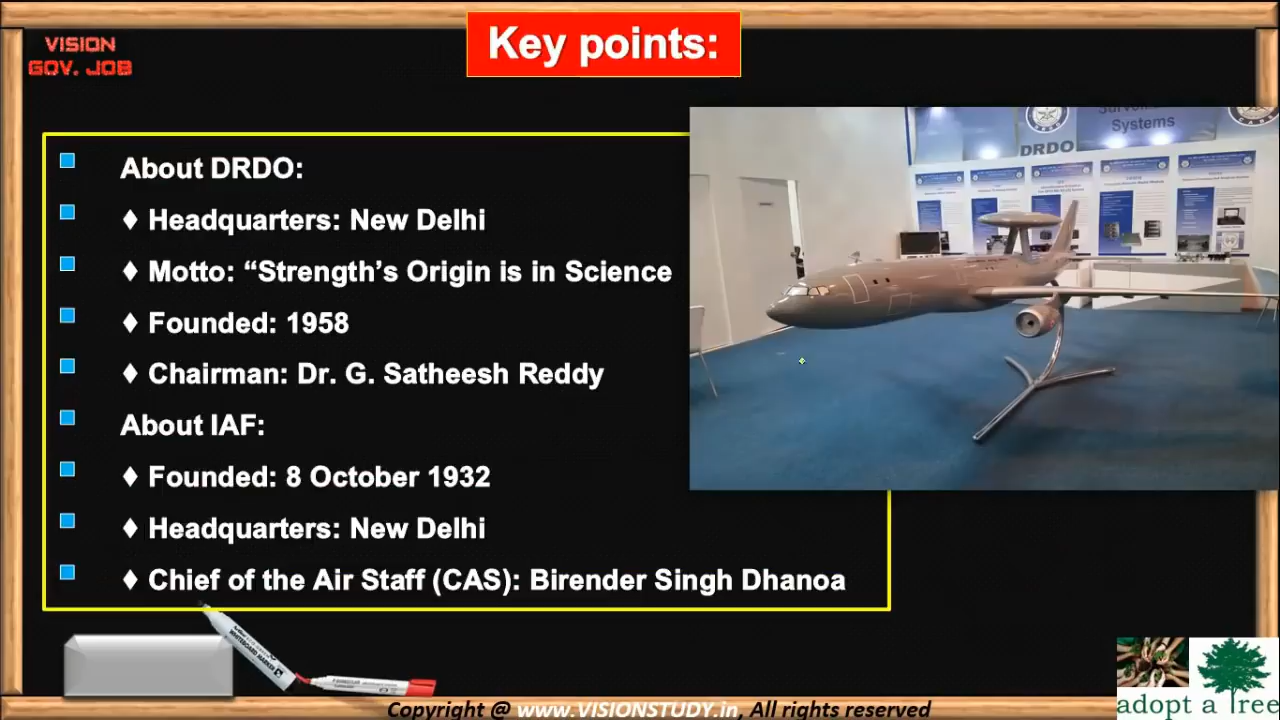 Key points:
VISION
GOV. JOB
About DRDO:
♦ Headquarters: New Delhi
♦ Motto: “Strength’s Origin is in Science
♦ Founded: 1958
♦ Chairman: Dr. G. Satheesh Reddy
About IAF:
♦ Founded: 8 October 1932
♦ Headquarters: New Delhi
♦ Chief of the Air Staff (CAS): Birender Singh Dhanoa
Systems
DRDO
WHITEBOARD MARKER
adopt a Tree
Copyright @ www.VISIONSTUDY.in, All rights reserved